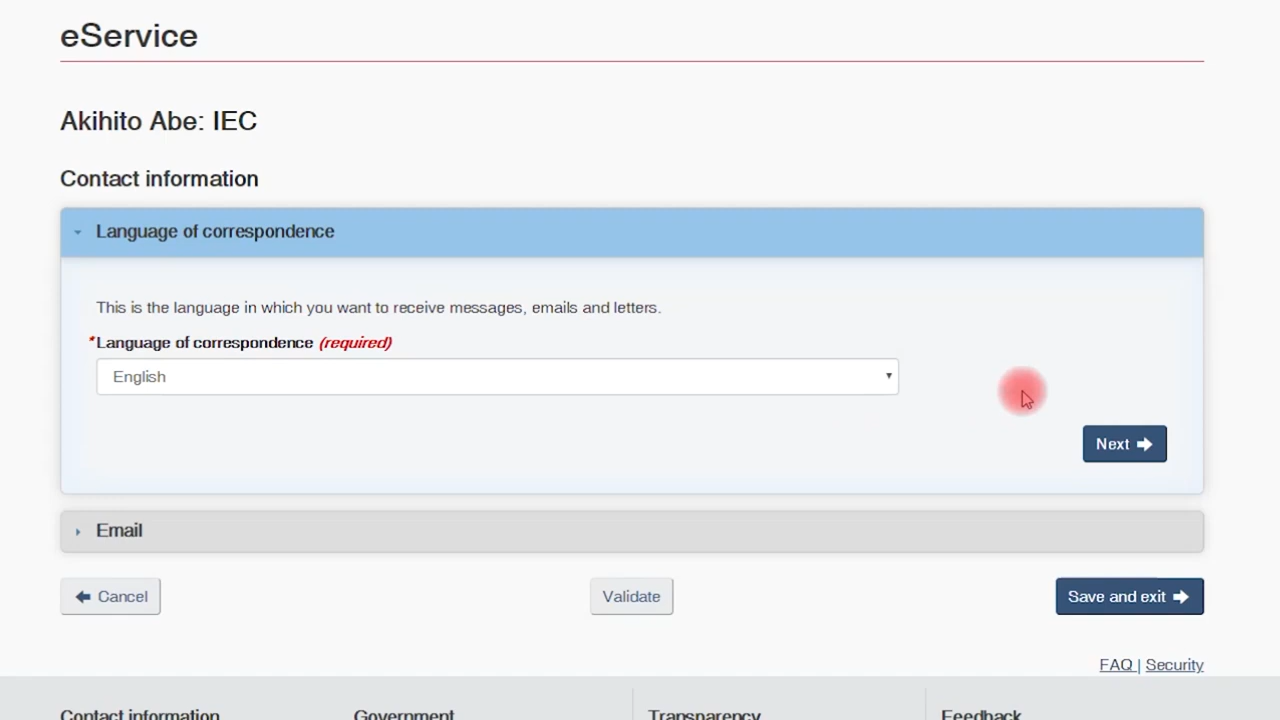 eService
Akihito Abe: IEC
Contact information
Language of correspondence
This is the language in which you want to receive messages, emails and letters.
*Language of correspondence (required)
English
Next
Email
Cancel
Validate
Save and exit
FAQ | Security
Contact information
Government
Transparency
Feedback